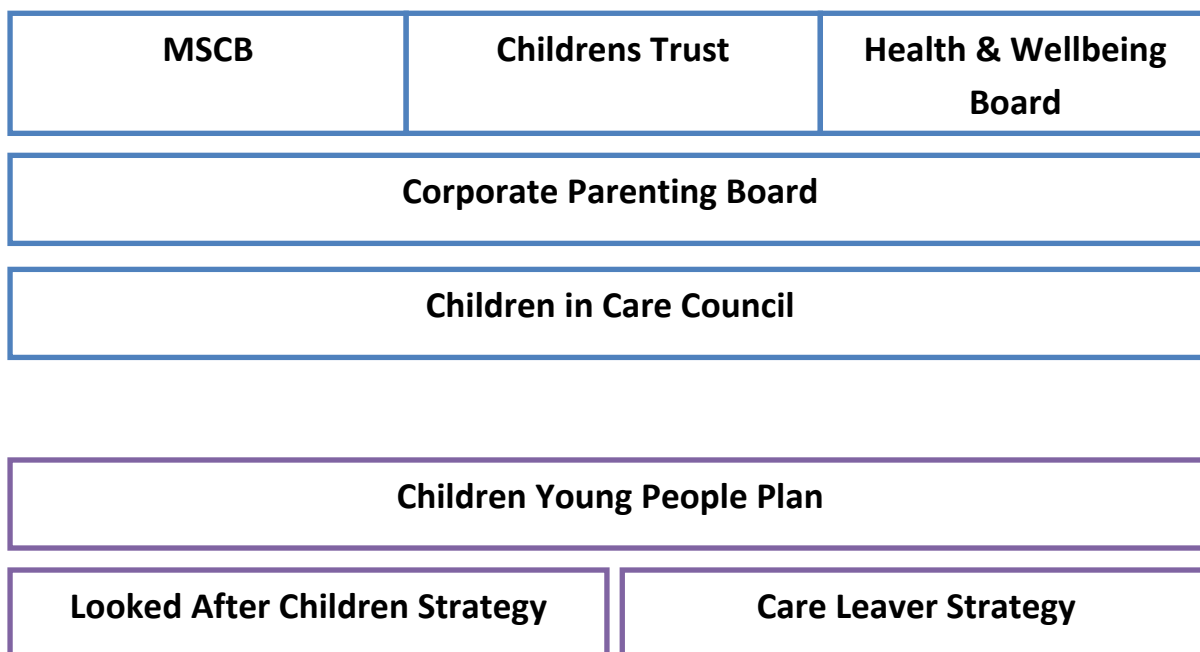 MSCB
Childrens Trust
Health & Wellbeing
Board
Corporate Parenting Board
Children in Care Council
Children Young People Plan
Looked After Children Strategy
Care Leaver Strategy